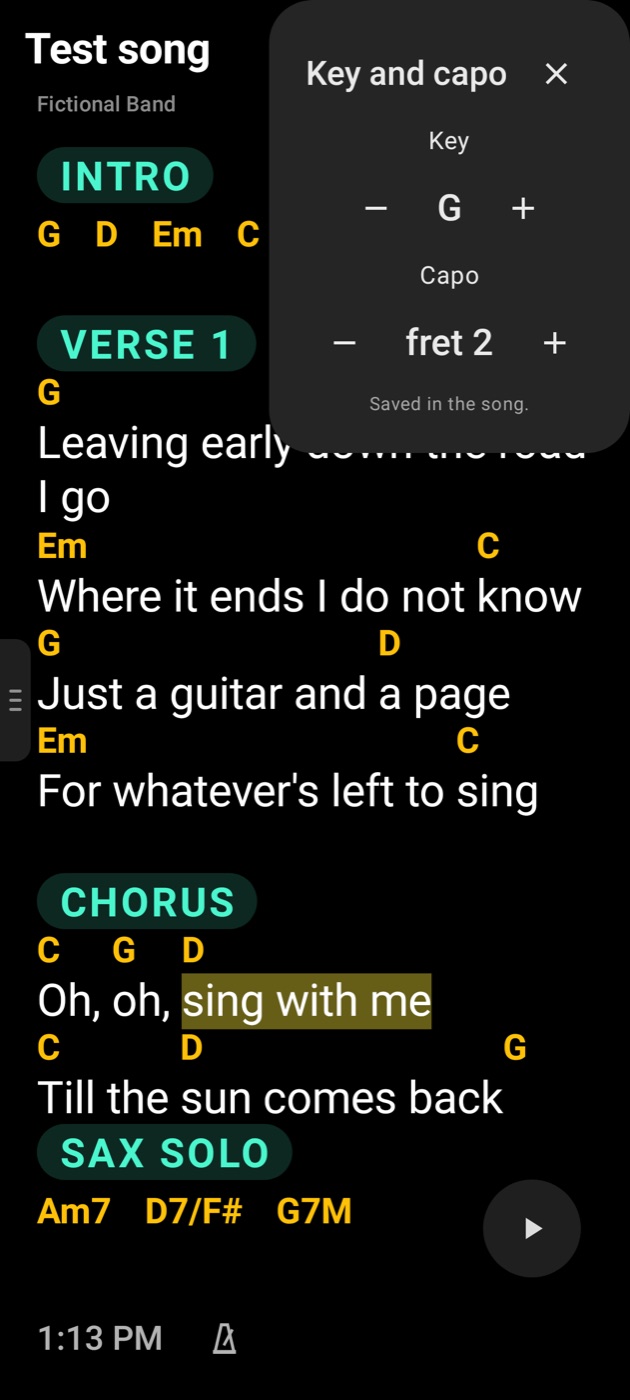 Test song
Fictional Band
Key and capo
Key
− G +
Capo
− fret 2 +
Saved in the song.
INTRO
G D Em C
VERSE 1
G
Leaving early
I go
Em C
Where it ends I do not know
G D
Just a guitar and a page
Em C
For whatever's left to sing
CHORUS
C G D
Oh, oh, sing with me
C D G
Till the sun comes back
SAX SOLO
Am7 D7/F# G7M
1:13 PM